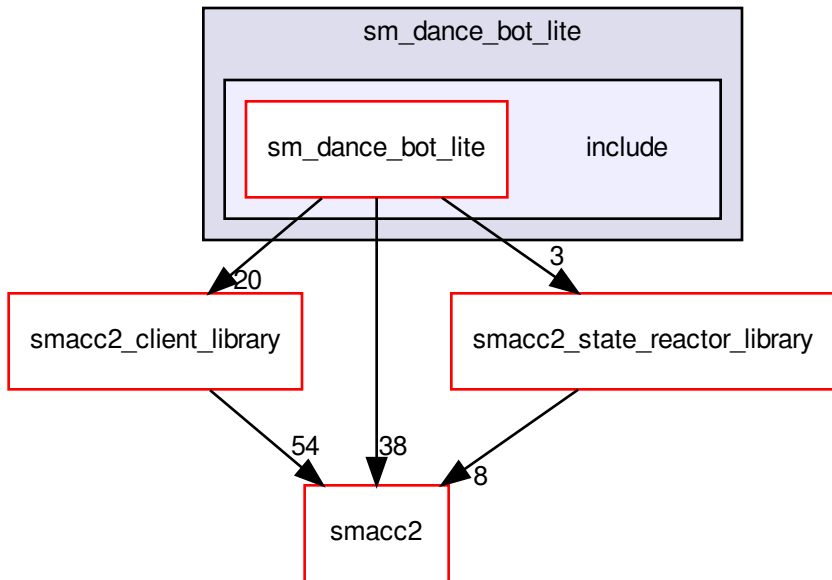 sm_dance_bot_lite
sm_dance_bot_lite
include
3
20
smacc2_client_library
smacc2_state_reactor_library
54
38
8
smacc2